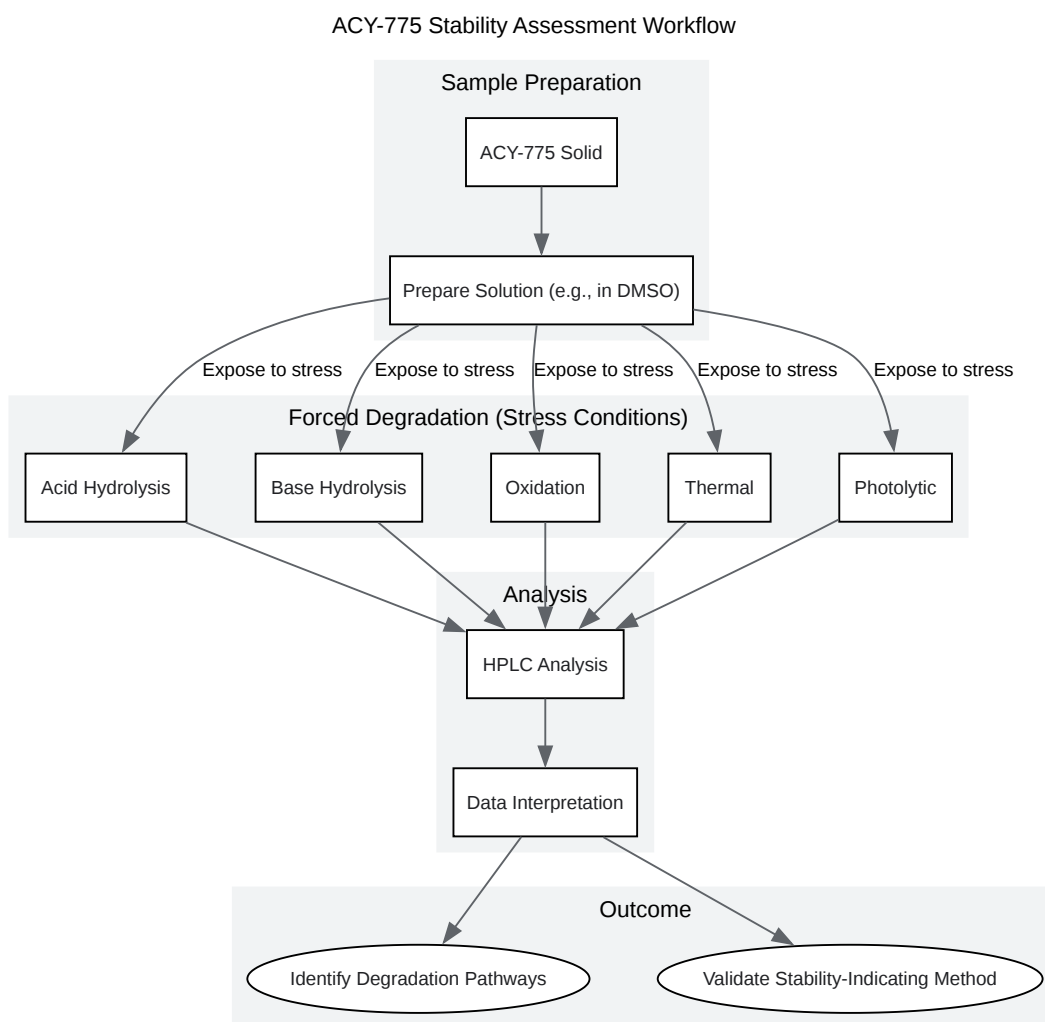 ACY-775 Stability Assessment Workflow
Sample Preparation
ACY-775 Solid
Prepare Solution (e.g., in DMSO)
Expose to stress
Expose to stress
Expose to stress
Expose to stress
Expose to stress
Forced Degradation (Stress Conditions)
Acid Hydrolysis
Base Hydrolysis
Oxidation
Thermal
Photolytic
Analysis
HPLC Analysis
Data Interpretation
Outcome
Identify Degradation Pathways
Validate Stability-Indicating Method